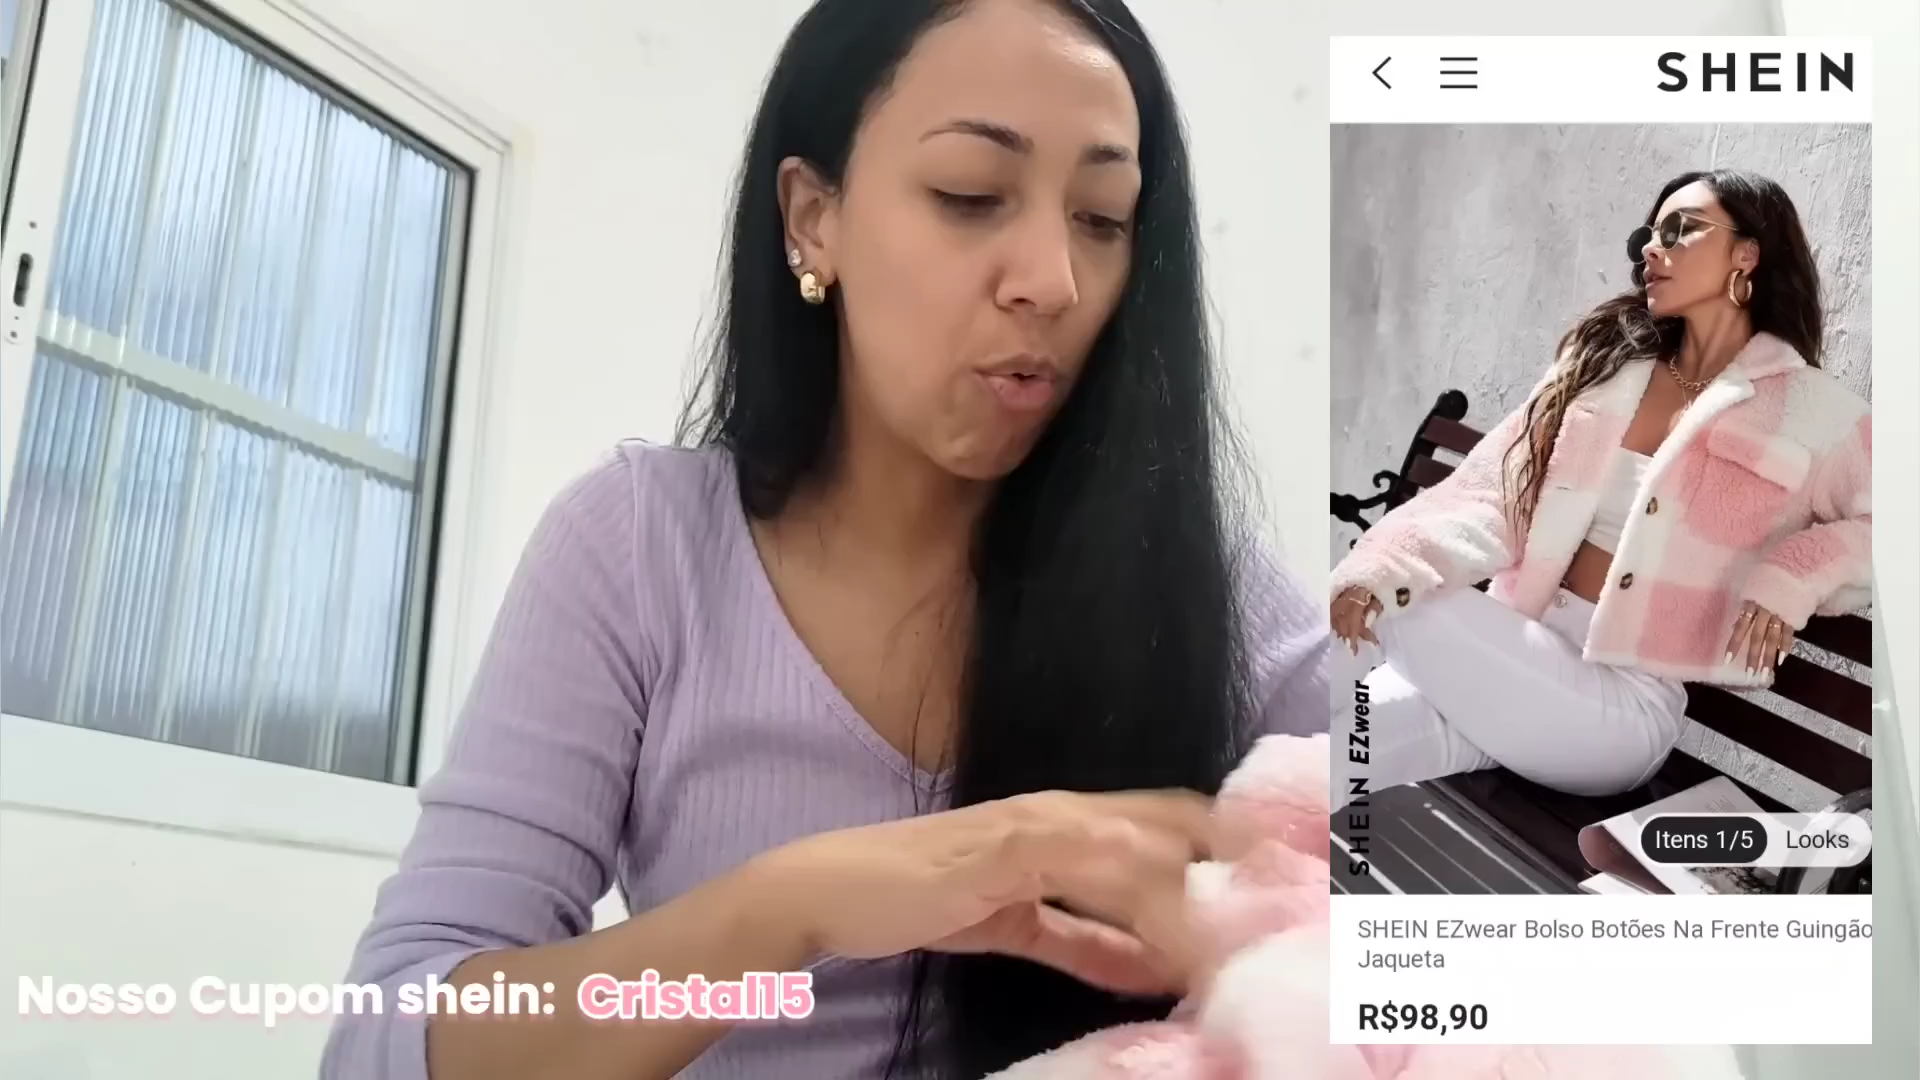 SHEIN
SHEIN EZwear
Itens 1/5 Looks
SHEIN EZwear Bolso Botões Na Frente Guingão
Jaqueta
R$98,90
Nosso Cupom shein: Cristal15